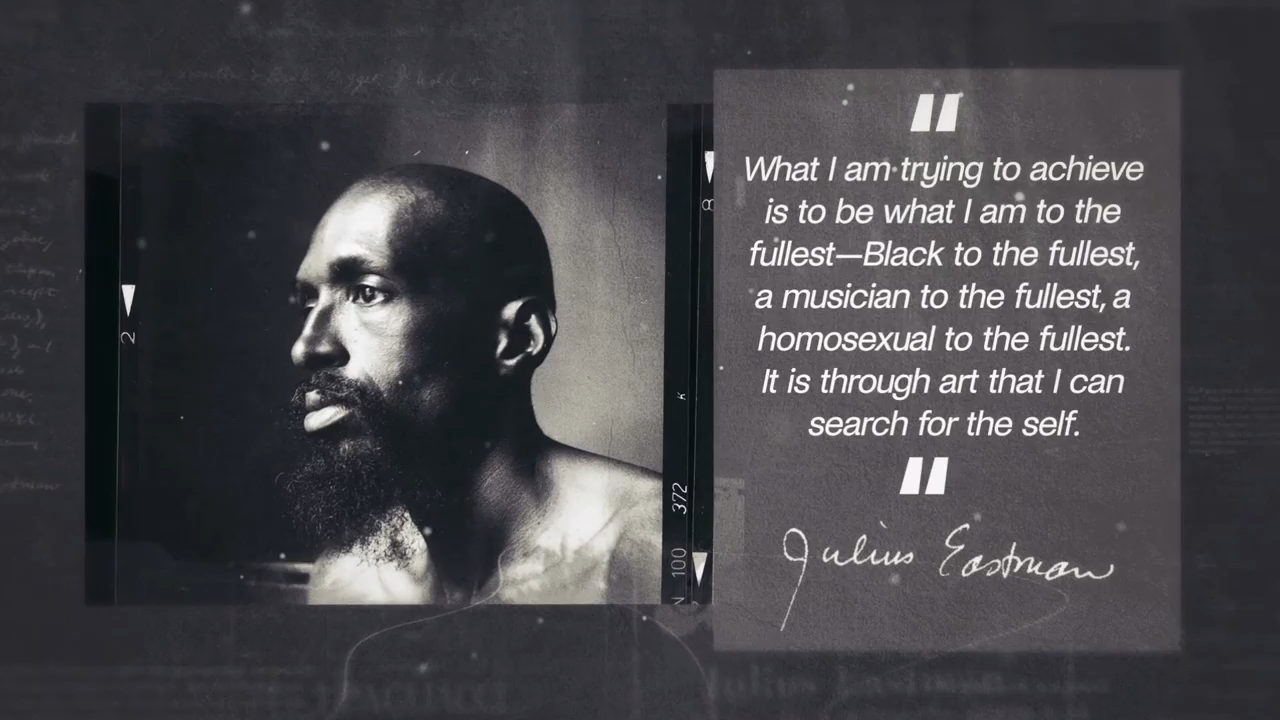 "
What I am trying to achieve
is to be what I am to the
fullest—Black to the fullest,
a musician to the fullest, a
homosexual to the fullest.
It is through art that I can
search for the self.
"
Julius Eastman
2
8
K
372
N 100